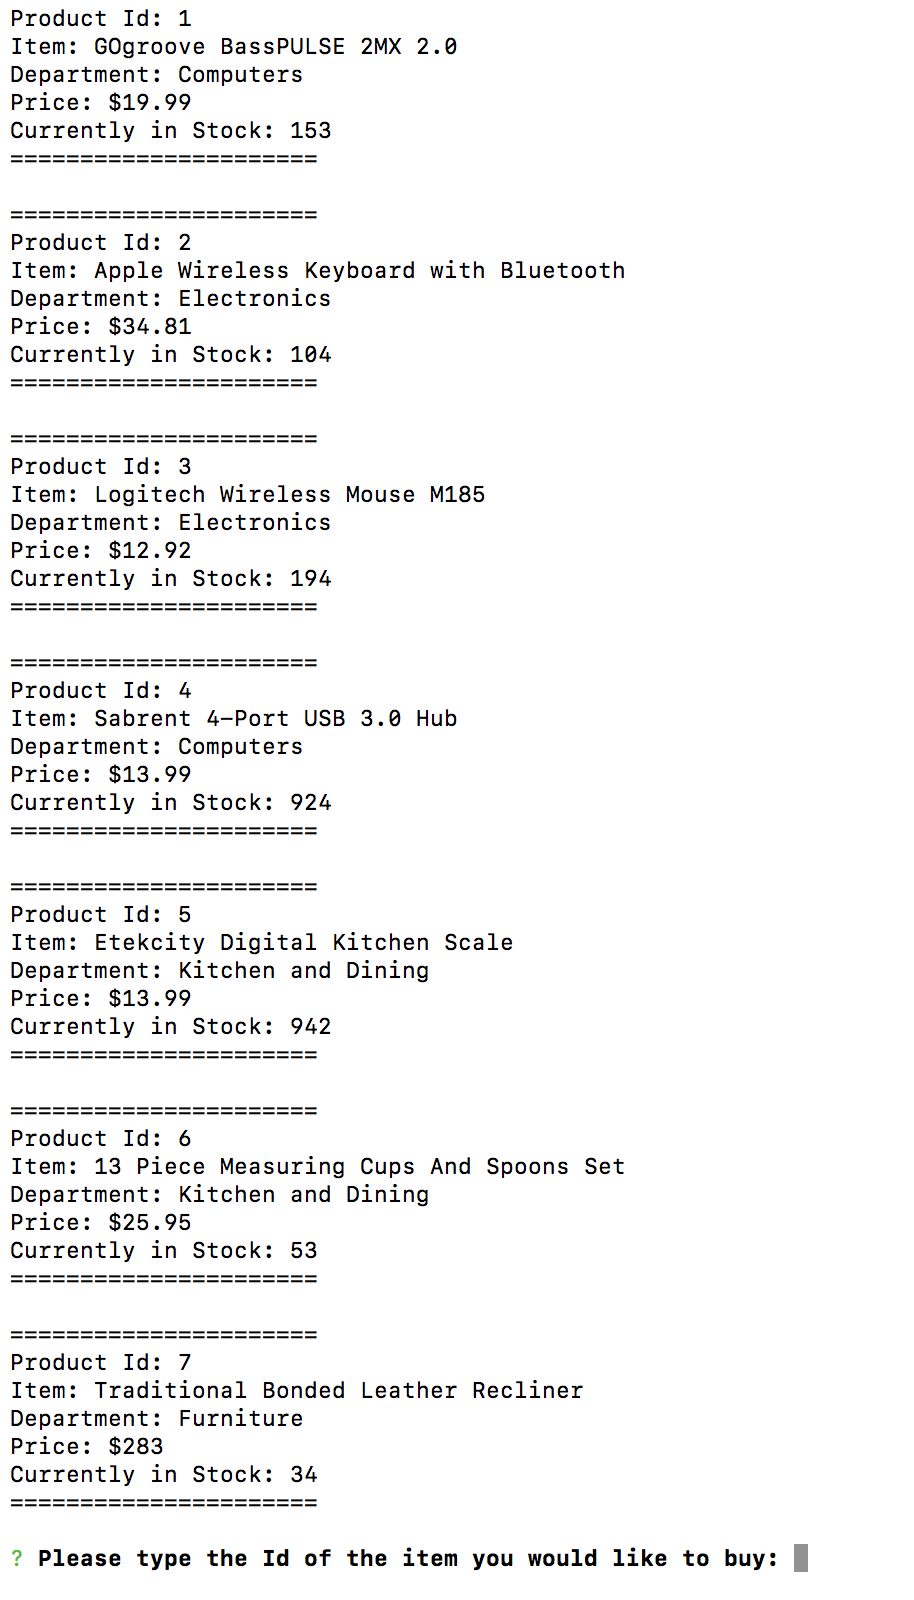 Product Id: 1
Item: GOgroove BassPULSE 2MX 2.0
Department: Computers
Price: $19.99
Currently in Stock: 153
======================
======================
Product Id: 2
Item: Apple Wireless Keyboard with Bluetooth
Department: Electronics
Price: $34.81
Currently in Stock: 104
======================
======================
Product Id: 3
Item: Logitech Wireless Mouse M185
Department: Electronics
Price: $12.92
Currently in Stock: 194
======================
======================
Product Id: 4
Item: Sabrent 4-Port USB 3.0 Hub
Department: Computers
Price: $13.99
Currently in Stock: 924
======================
======================
Product Id: 5
Item: Etekcity Digital Kitchen Scale
Department: Kitchen and Dining
Price: $13.99
Currently in Stock: 942
======================
======================
Product Id: 6
Item: 13 Piece Measuring Cups And Spoons Set
Department: Kitchen and Dining
Price: $25.95
Currently in Stock: 53
======================
======================
Product Id: 7
Item: Traditional Bonded Leather Recliner
Department: Furniture
Price: $283
Currently in Stock: 34
======================
? Please type the Id of the item you would like to buy: